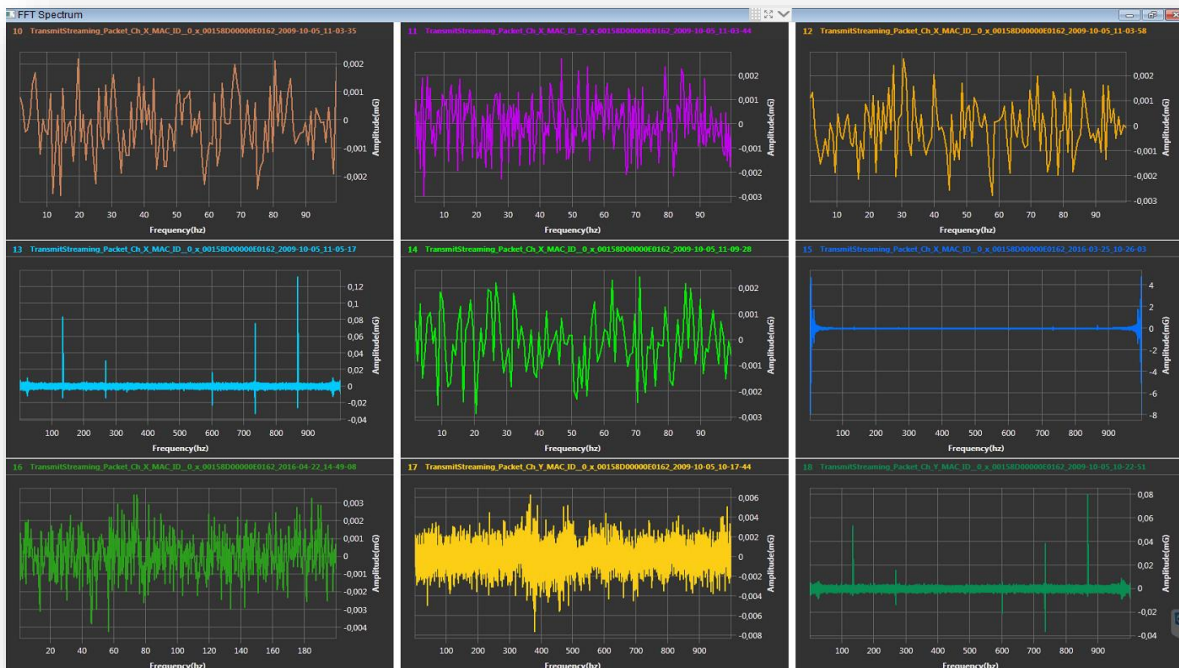 FFT Spectrum
10 TransmitStreaming_Packet_Ch_X_MAC_ID__0_x_00158D00000E0162_2009-10-05_11-03-35
0,002
0,001
0
-0,001
-0,002
Amplitude(mG)
10 20 30 40 50 60 70 80 90
Frequency(hz)
11 TransmitStreaming_Packet_Ch_X_MAC_ID__0_x_00158D00000E0162_2009-10-05_11-03-44
0,002
0,001
0
-0,001
-0,002
-0,003
Amplitude(mG)
10 20 30 40 50 60 70 80 90
Frequency(hz)
12 TransmitStreaming_Packet_Ch_X_MAC_ID__0_x_00158D00000E0162_2009-10-05_11-03-58
0,002
0,001
0
-0,001
-0,002
-0,003
Amplitude(mG)
10 20 30 40 50 60 70 80 90
Frequency(hz)
13 TransmitStreaming_Packet_Ch_X_MAC_ID__0_x_00158D00000E0162_2009-10-05_11-05-17
0,12
0,1
0,08
0,06
0,04
0,02
0
-0,02
-0,04
Amplitude(mG)
100 200 300 400 500 600 700 800 900
Frequency(hz)
14 TransmitStreaming_Packet_Ch_X_MAC_ID__0_x_00158D00000E0162_2009-10-05_11-09-28
0,002
0,001
0
-0,001
-0,002
-0,003
Amplitude(mG)
10 20 30 40 50 60 70 80 90
Frequency(hz)
15 TransmitStreaming_Packet_Ch_X_MAC_ID__0_x_00158D00000E0162_2016-03-25_10-26-03
4
2
0
-2
-4
-6
-8
Amplitude(mG)
100 200 300 400 500 600 700 800 900
Frequency(hz)
16 TransmitStreaming_Packet_Ch_X_MAC_ID__0_x_00158D00000E0162_2016-04-22_14-49-08
0,003
0,002
0,001
0
-0,001
-0,002
-0,003
-0,004
Amplitude(mG)
20 40 60 80 100 120 140 160 180
Frequency(hz)
17 TransmitStreaming_Packet_Ch_Y_MAC_ID__0_x_00158D00000E0162_2009-10-05_10-17-44
0,006
0,004
0,002
0
-0,002
-0,004
-0,006
-0,008
Amplitude(mG)
100 200 300 400 500 600 700 800 900
Frequency(hz)
18 TransmitStreaming_Packet_Ch_Y_MAC_ID__0_x_00158D00000E0162_2009-10-05_10-22-51
0,08
0,06
0,04
0,02
0
-0,02
-0,04
Amplitude(mG)
100 200 300 400 500 600 700 800 900
Frequency(hz)